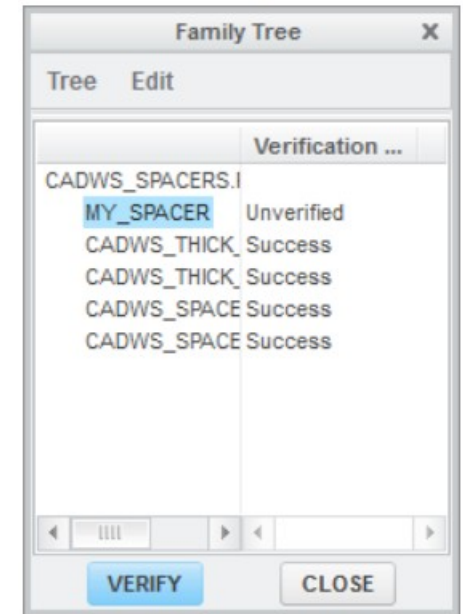 Family Tree X
Tree Edit
Verification ...
CADWS_SPACERS.I
MY_SPACER Unverified
CADWS_THICK_ Success
CADWS_THICK_ Success
CADWS_SPACE Success
CADWS_SPACE Success
VERIFY CLOSE